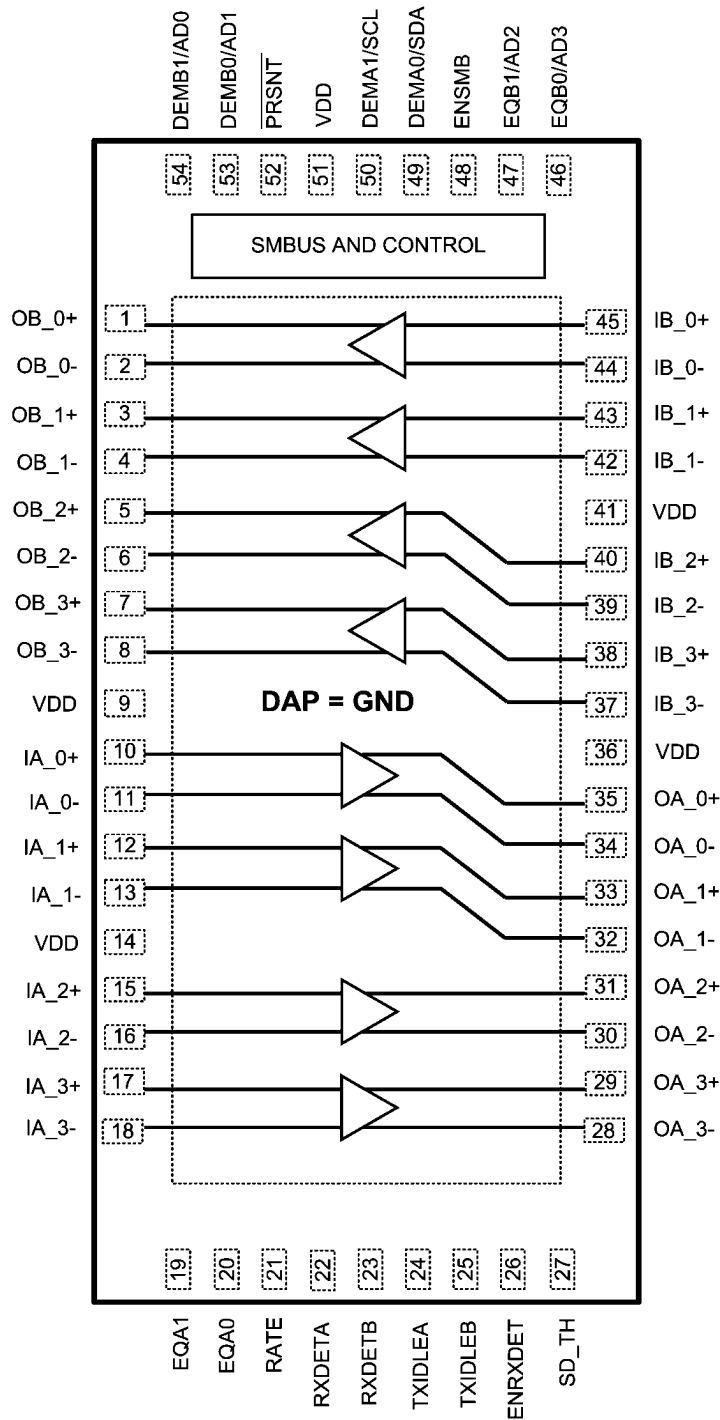 DEMB1/AD0
DEMB0/AD1
PRSNT
VDD
DEMA1/SCL
DEMA0/SDA
ENSMB
EQB1/AD2
EQB0/AD3
54 53 52 51 50 49 48 47 46
SMBUS AND CONTROL
OB_0+ 1 45 IB_0+
OB_0- 2 44 IB_0-
OB_1+ 3 43 IB_1+
OB_1- 4 42 IB_1-
OB_2+ 5 41 VDD
OB_2- 6 40 IB_2+
OB_3+ 7 39 IB_2-
OB_3- 8 38 IB_3+
VDD 9 DAP = GND 37 IB_3-
IA_0+ 10 36 VDD
IA_0- 11 35 OA_0+
IA_1+ 12 34 OA_0-
IA_1- 13 33 OA_1+
VDD 14 32 OA_1-
IA_2+ 15 31 OA_2+
IA_2- 16 30 OA_2-
IA_3+ 17 29 OA_3+
IA_3- 18 28 OA_3-
19 20 21 22 23 24 25 26 27
EQA1
EQA0
RATE
RXDETA
RXDETB
TXIDLEA
TXIDLEB
ENRXDET
SD_TH